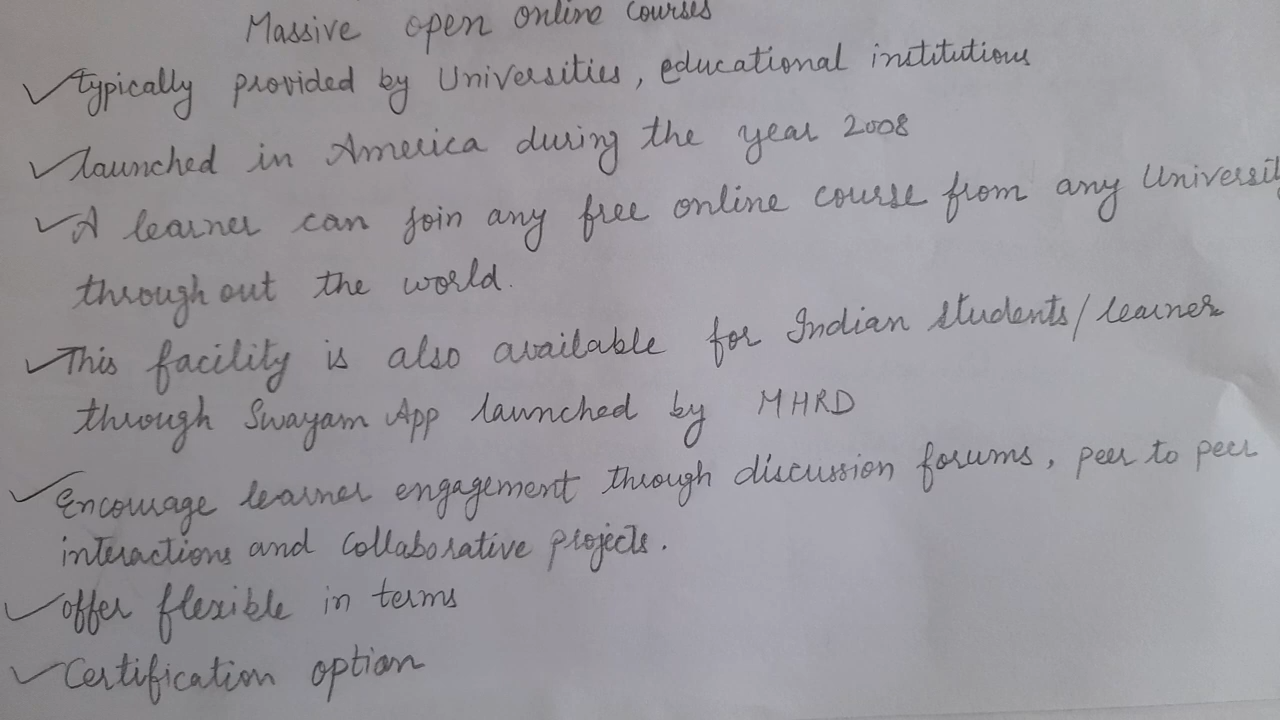 Massive open online courses
✓ typically provided by Universities, educational institutions
✓ launched in America during the year 2008
✓ A learner can join any free online course from any Universit
through out the world.
✓ This facility is also available for Indian students/learner
through Swayam App launched by MHRD
✓ Encourage learner engagement through discussion forums, peer to peer
interactions and collaborative projects.
✓ offer flexible in terms
✓ Certification option